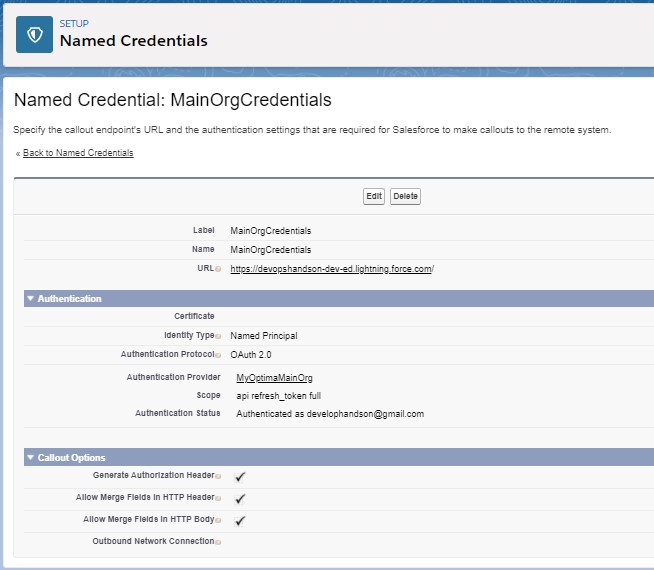 SETUP
Named Credentials
Named Credential: MainOrgCredentials
Specify the callout endpoint's URL and the authentication settings that are required for Salesforce to make callouts to the remote system.
« Back to Named Credentials
Edit Delete
Label MainOrgCredentials
Name MainOrgCredentials
URL https://devopshandson-dev-ed.lightning.force.com/
Authentication
Certificate
Identity Type Named Principal
Authentication Protocol OAuth 2.0
Authentication Provider MyOptimaMainOrg
Scope api refresh_token full
Authentication Status Authenticated as develophandson@gmail.com
Callout Options
Generate Authorization Header ✓
Allow Merge Fields in HTTP Header ✓
Allow Merge Fields in HTTP Body ✓
Outbound Network Connection